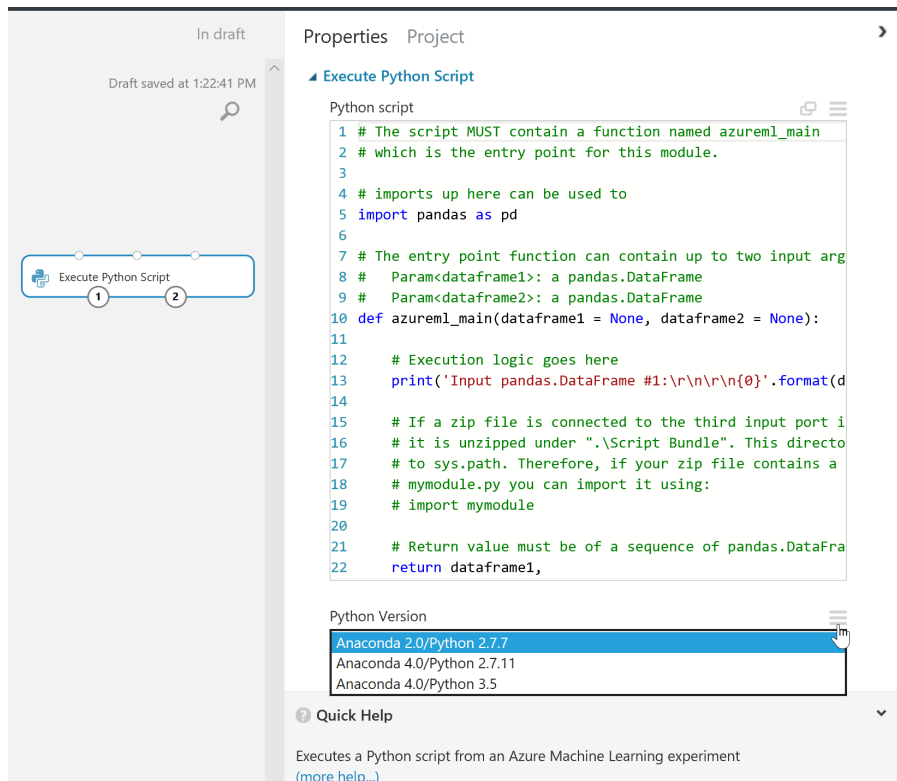 In draft
Draft saved at 1:22:41 PM
Execute Python Script
1 2
Properties Project
Execute Python Script
Python script
1 # The script MUST contain a function named azureml_main
2 # which is the entry point for this module.
3
4 # imports up here can be used to
5 import pandas as pd
6
7 # The entry point function can contain up to two input arg
8 #   Param<dataframe1>: a pandas.DataFrame
9 #   Param<dataframe2>: a pandas.DataFrame
10 def azureml_main(dataframe1 = None, dataframe2 = None):
11
12     # Execution logic goes here
13     print('Input pandas.DataFrame #1:\r\n\r\n{0}'.format(d
14
15     # If a zip file is connected to the third input port i
16     # it is unzipped under ".\Script Bundle". This directo
17     # to sys.path. Therefore, if your zip file contains a
18     # mymodule.py you can import it using:
19     # import mymodule
20
21     # Return value must be of a sequence of pandas.DataFra
22     return dataframe1,
Python Version
Anaconda 2.0/Python 2.7.7
Anaconda 4.0/Python 2.7.11
Anaconda 4.0/Python 3.5
? Quick Help
Executes a Python script from an Azure Machine Learning experiment
(more help...)